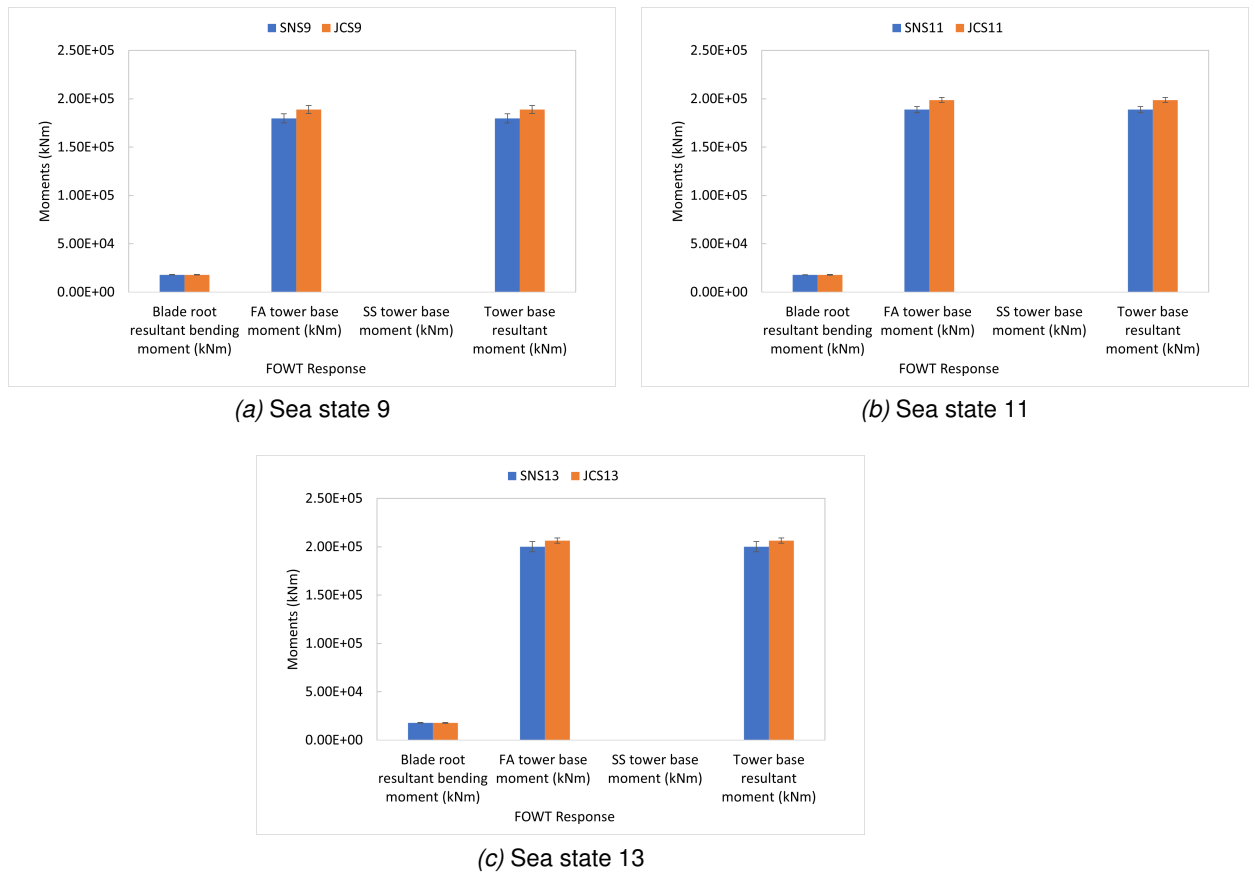 SNS9 JCS9
2.50E+05
2.00E+05
1.50E+05
1.00E+05
5.00E+04
0.00E+00
Moments (kNm)
Blade root FA tower base SS tower base Tower base
resultant bending moment (kNm) moment (kNm) resultant
moment (kNm) moment (kNm)
FOWT Response
(a) Sea state 9
SNS11 JCS11
2.50E+05
2.00E+05
1.50E+05
1.00E+05
5.00E+04
0.00E+00
Moments (kNm)
Blade root FA tower base SS tower base Tower base
resultant bending moment (kNm) moment (kNm) resultant
moment (kNm) moment (kNm)
FOWT Response
(b) Sea state 11
SNS13 JCS13
2.50E+05
2.00E+05
1.50E+05
1.00E+05
5.00E+04
0.00E+00
Moments (kNm)
Blade root FA tower base SS tower base Tower base
resultant bending moment (kNm) moment (kNm) resultant
moment (kNm) moment (kNm)
FOWT Response
(c) Sea state 13